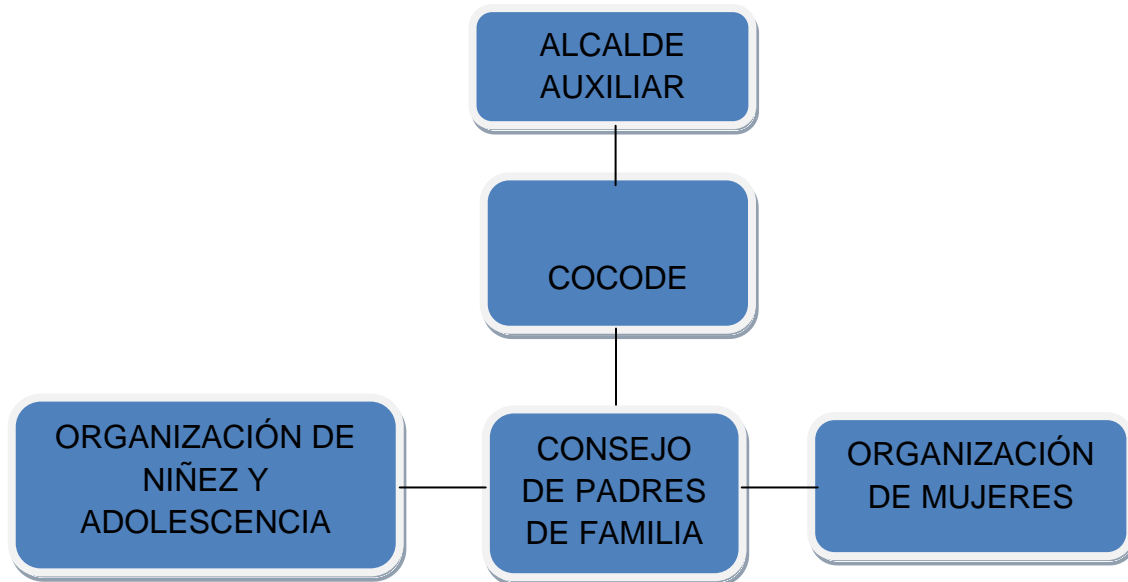 ALCALDE
AUXILIAR
COCODE
ORGANIZACIÓN DE
NIÑEZ Y
ADOLESCENCIA
CONSEJO
DE PADRES
DE FAMILIA
ORGANIZACIÓN
DE MUJERES